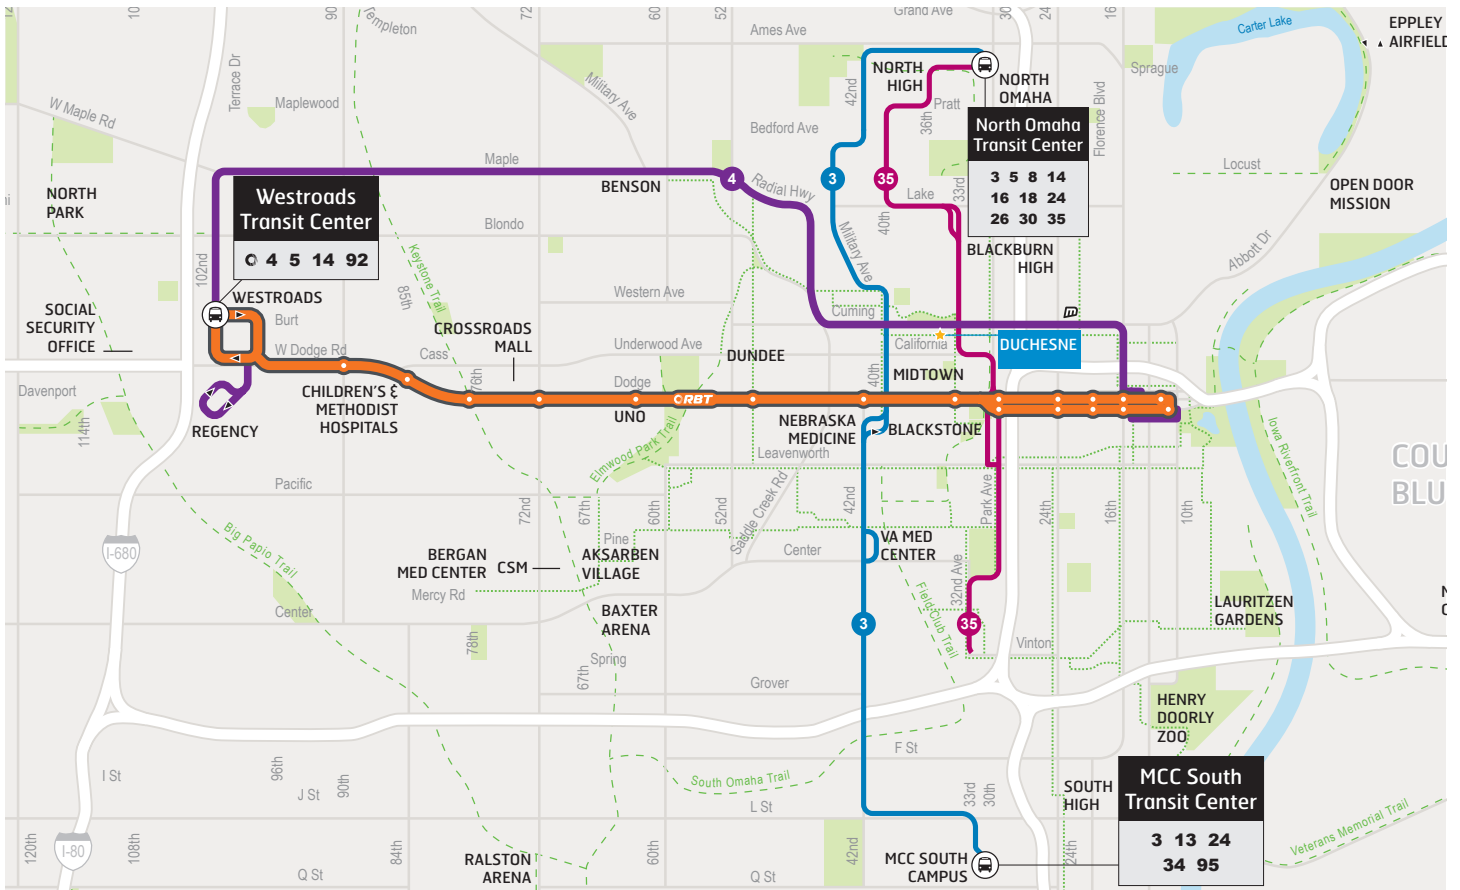 Templeton
90
10
72
60
52
Grand Ave
30
24
16
Ames Ave
Carter Lake
EPPLEY
AIRFIELD
Terrace Dr
Maplewood
W Maple Rd
Military Ave
42nd
NORTH
HIGH
NORTH
OMAHA
Sprague
Pratt
36th
Florence Blvd
Bedford Ave
North Omaha
Transit Center
3 5 8 14
16 18 24
26 30 35
Maple
BENSON
4
Radial Hwy
3
35
Lake
33rd
40th
Locust
OPEN DOOR
MISSION
NORTH
PARK
Westroads
Transit Center
4 5 14 92
Blondo
Military Ave
BLACKBURN
HIGH
Abbott Dr
102nd
Keystone Trail
85th
Western Ave
WESTROADS
Burt
SOCIAL
SECURITY
OFFICE
CROSSROADS
MALL
Cuming
California
DUCHESNE
W Dodge Rd
Cass
Underwood Ave
DUNDEE
40th
MIDTOWN
Davenport
76th
Dodge
ORBT
CHILDREN'S &
METHODIST
HOSPITALS
UNO
NEBRASKA
MEDICINE
BLACKSTONE
REGENCY
114th
Elmwood Park Trail
Leavenworth
Iowa Riverfront Trail
COU
BLU
Pacific
72nd
67th
60th
52nd
Saddle Creek Rd
42nd
Park Ave
24th
16th
10th
Big Papio Trail
I-680
Pine
Center
VA MED
CENTER
BERGAN
MED CENTER
CSM
AKSARBEN
VILLAGE
Mercy Rd
Field Club Trail
32nd Ave
Center
BAXTER
ARENA
3
35
LAURITZEN
GARDENS
78th
Spring
67th
Vinton
Grover
HENRY
DOORLY
ZOO
F St
I St
96th
90th
J St
South Omaha Trail
L St
33rd
30th
SOUTH
HIGH
MCC South
Transit Center
3 13 24
34 95
120th
I-80
108th
84th
RALSTON
ARENA
60th
42nd
MCC SOUTH
CAMPUS
24th
Veterans Memorial Trail
Q St
Q St